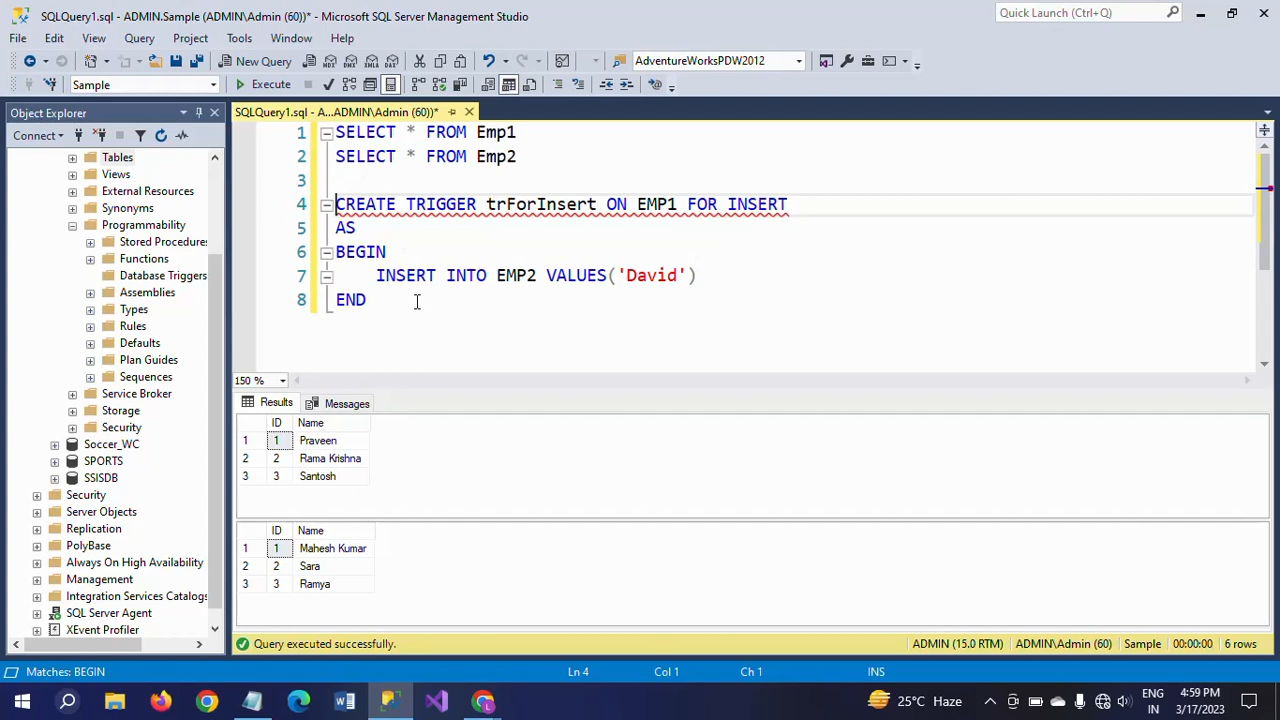 SQLQuery1.sql - ADMIN.Sample (ADMIN\Admin (60))* - Microsoft SQL Server Management Studio
Quick Launch (Ctrl+Q)
File Edit View Query Project Tools Window Help
New Query MDX DMX XMLA DAX AdventureWorksPDW2012
Sample Execute
Object Explorer
SQLQuery1.sql - A...ADMIN\Admin (60))*
Connect
Tables
Views
External Resources
Synonyms
Programmability
Stored Procedures
Functions
Database Triggers
Assemblies
Types
Rules
Defaults
Plan Guides
Sequences
Service Broker
Storage
Security
Soccer_WC
SPORTS
SSISDB
Security
Server Objects
Replication
PolyBase
Always On High Availability
Management
Integration Services Catalogs
SQL Server Agent
XEvent Profiler
1 SELECT * FROM Emp1
2 SELECT * FROM Emp2
3
4 CREATE TRIGGER trForInsert ON EMP1 FOR INSERT
5 AS
6 BEGIN
7 INSERT INTO EMP2 VALUES('David')
8 END
150 %
Results Messages
ID Name
1 1 Praveen
2 2 Rama Krishna
3 3 Santosh
ID Name
1 1 Mahesh Kumar
2 2 Sara
3 3 Ramya
Query executed successfully. ADMIN (15.0 RTM) ADMIN\Admin (60) Sample 00:00:00 6 rows
Matches: BEGIN Ln 4 Col 1 Ch 1 INS
25°C Haze ENG IN 4:59 PM 3/17/2023